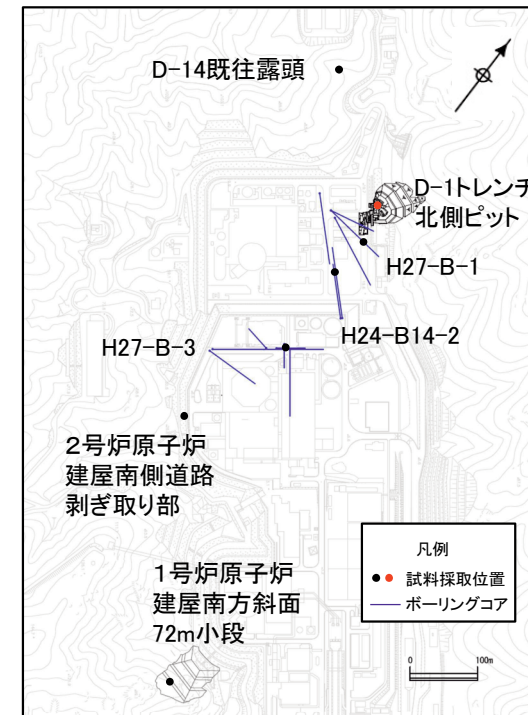 D-14既往露頭
D-1トレンチ
北側ピット
H27-B-1
H24-B14-2
H27-B-3
2号炉原子炉
建屋南側道路
剥ぎ取り部
1号炉原子炉
建屋南方斜面
72m小段
凡例
試料採取位置
ボーリングコア
0 100m